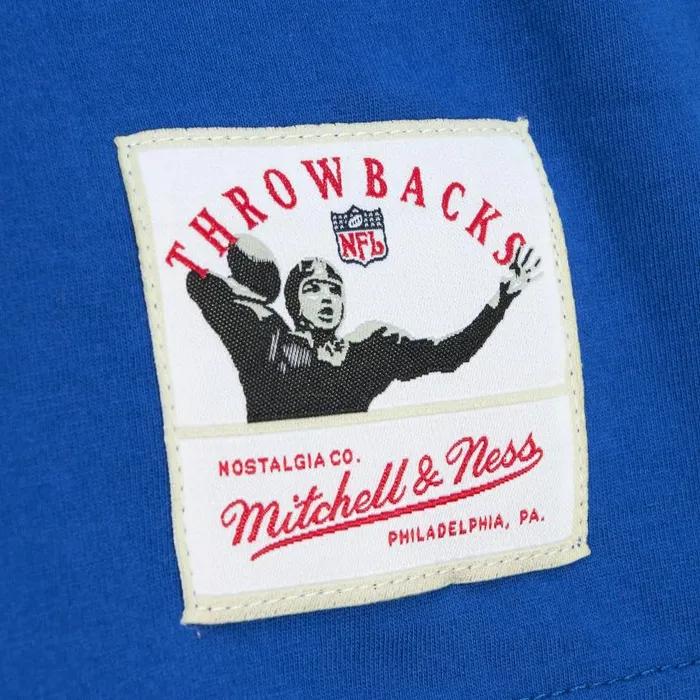 THROWBACKS
NFL
NOSTALGIA CO.
Mitchell & Ness
PHILADELPHIA, PA.